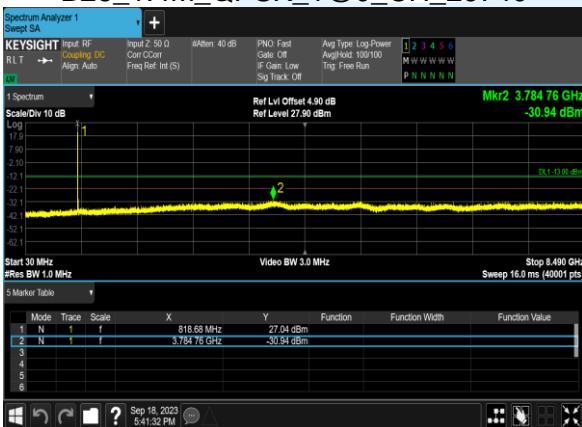 Spectrum Analyzer 1
Swept SA
KEYSIGHT Input: RF Input Z: 50 Ω #Atten: 40 dB PNO: Fast Avg Type: Log-Power 1 2 3 4 5 6
RLT Coupling: DC Corr CCorr Gate: Off Avg|Hold: 100/100 M W W W W W
Align: Auto Freq Ref: Int (S) IF Gain: Low Trig: Free Run P N N N N N
Sig Track: Off
LW
1 Spectrum Ref Lvl Offset 4.90 dB Mkr2 3.784 76 GHz
Scale/Div 10 dB Ref Level 27.90 dBm -30.94 dBm
Log
17.9
7.90
-2.10
-12.1
-22.1
-32.1
-42.1
-52.1
-62.1
1
2
DL1 -13.00 dBm
Start 30 MHz Video BW 3.0 MHz Stop 8.490 GHz
#Res BW 1.0 MHz Sweep 16.0 ms (40001 pts)
5 Marker Table
Mode Trace Scale X Y Function Function Width Function Value
1 N 1 f 818.68 MHz 27.04 dBm
2 N 1 f 3.784 76 GHz -30.94 dBm
3
4
5
6
Sep 18, 2023
5:41:32 PM